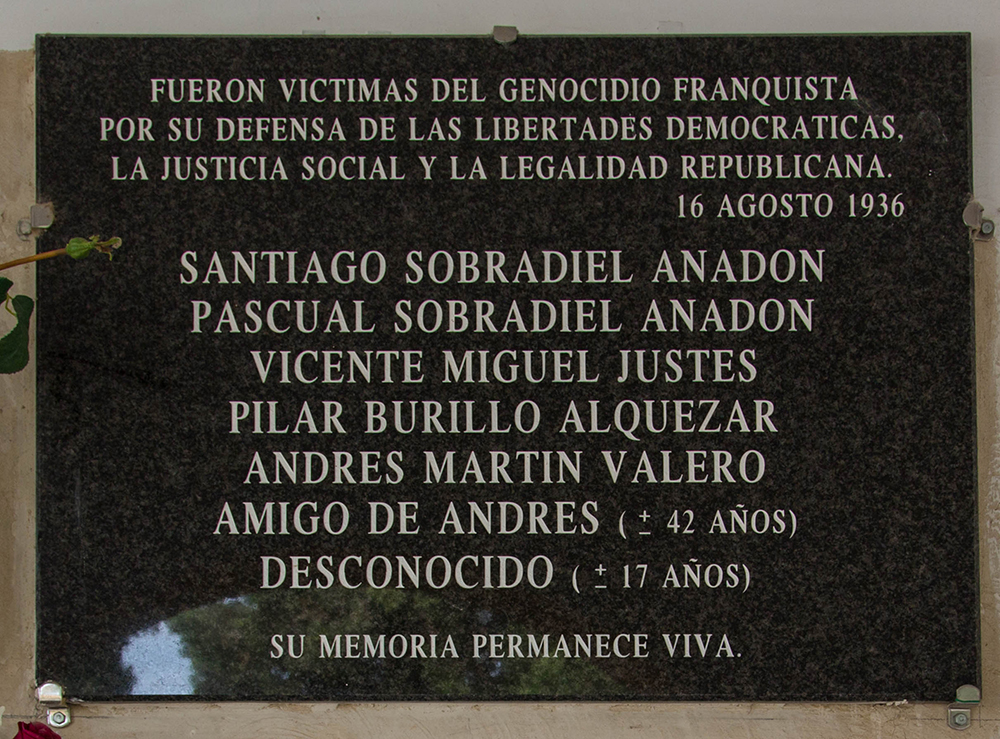 FUERON VICTIMAS DEL GENOCIDIO FRANQUISTA
POR SU DEFENSA DE LAS LIBERTADES DEMOCRATICAS,
LA JUSTICIA SOCIAL Y LA LEGALIDAD REPUBLICANA.
16 AGOSTO 1936
SANTIAGO SOBRADIEL ANADON
PASCUAL SOBRADIEL ANADON
VICENTE MIGUEL JUSTES
PILAR BURILLO ALQUEZAR
ANDRES MARTIN VALERO
AMIGO DE ANDRES (± 42 AÑOS)
DESCONOCIDO (± 17 AÑOS)
SU MEMORIA PERMANECE VIVA.